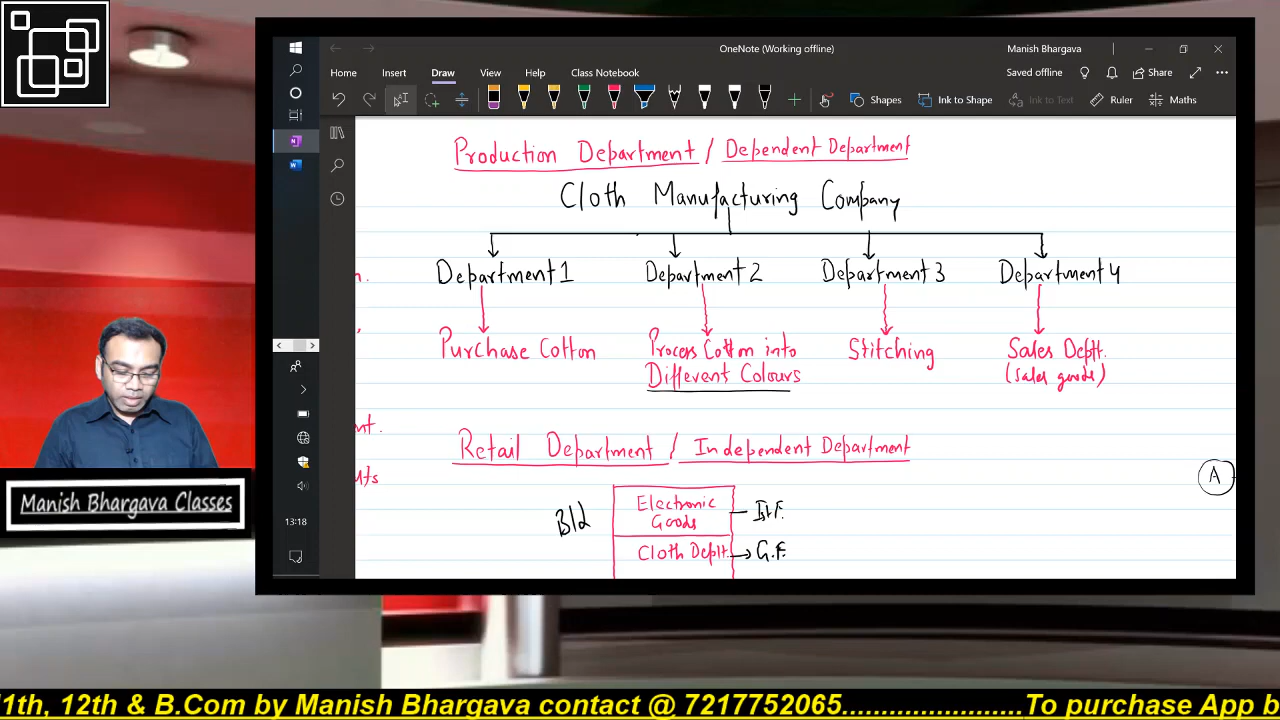 OneNote (Working offline)
Manish Bhargava
Home Insert Draw View Help Class Notebook
Saved offline
Share
Shapes
Ink to Shape
Ink to Text
Ruler
Maths
Production Department / Dependent Department
Cloth Manufacturing Company
Department 1 Department 2 Department 3 Department 4
Purchase Cotton
Process Cotton into
Different Colours
Stitching
Sales Deptt.
(Sales goods)
Retail Department / Independent Department
A
Bld
Electronic
Goods
Ist F.
Cloth Deptt.
G.F.
Manish Bhargava Classes
13:18
11th, 12th & B.Com by Manish Bhargava contact @ 7217752065 To purchase App b